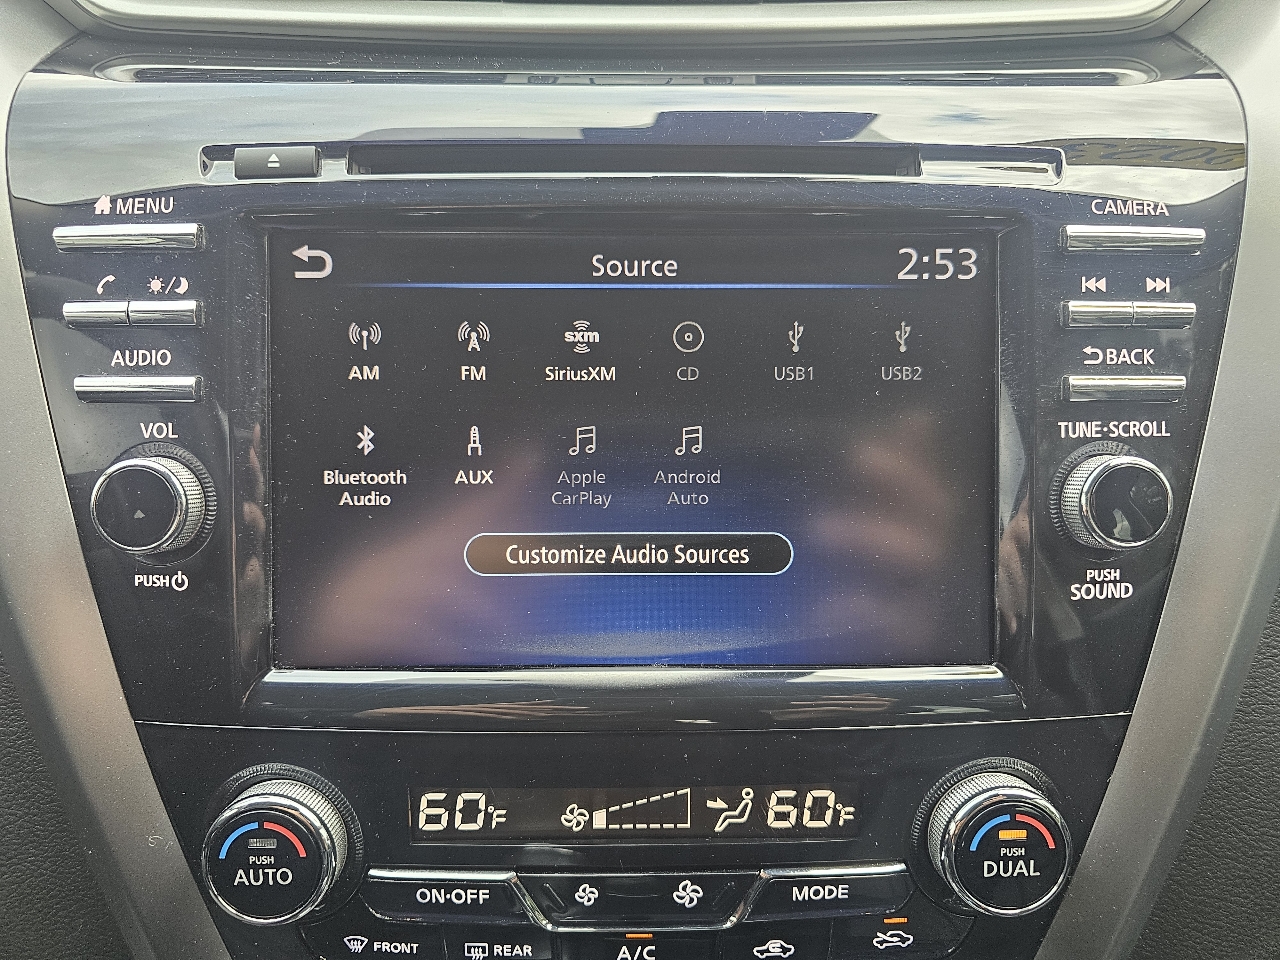 MENU
CAMERA
Source
2:53
AUDIO
BACK
AM
FM
sxm
SiriusXM
CD
USB1
USB2
VOL
TUNE·SCROLL
Bluetooth
Audio
AUX
Apple
CarPlay
Android
Auto
Customize Audio Sources
PUSH
PUSH
SOUND
60°F
60°F
PUSH
AUTO
PUSH
DUAL
ON·OFF
MODE
FRONT
REAR
A/C